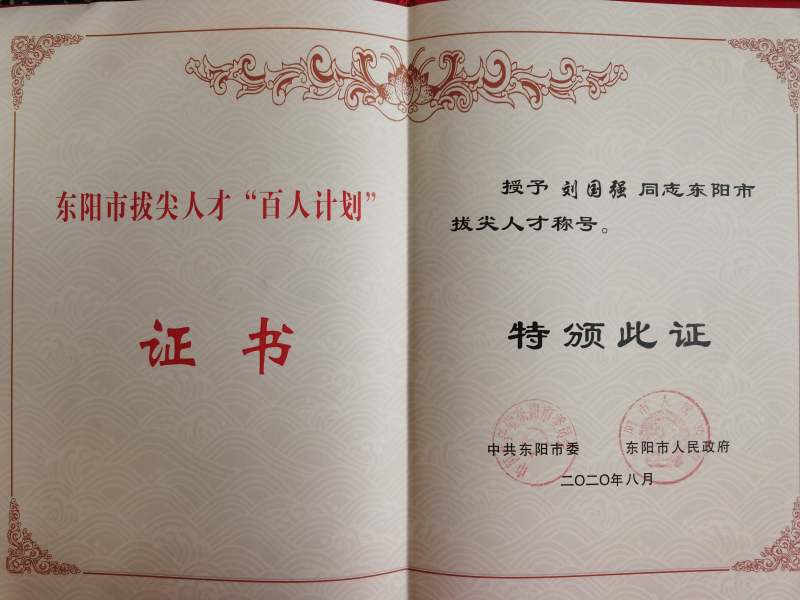 东阳市拔尖人才“百人计划”
证书
授予 刘国强 同志东阳市
拔尖人才称号。
特颁此证
中共东阳市委 东阳市人民政府
二〇二〇年八月